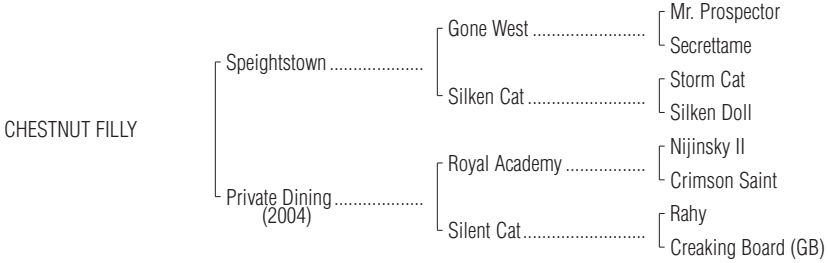 Mr. Prospector
Gone West ........................
Secrettame
Speightstown ....................
Storm Cat
Silken Cat .........................
Silken Doll
CHESTNUT FILLY
Nijinsky II
Royal Academy .................
Crimson Saint
Private Dining ...................
(2004)
Rahy
Silent Cat ..........................
Creaking Board (GB)